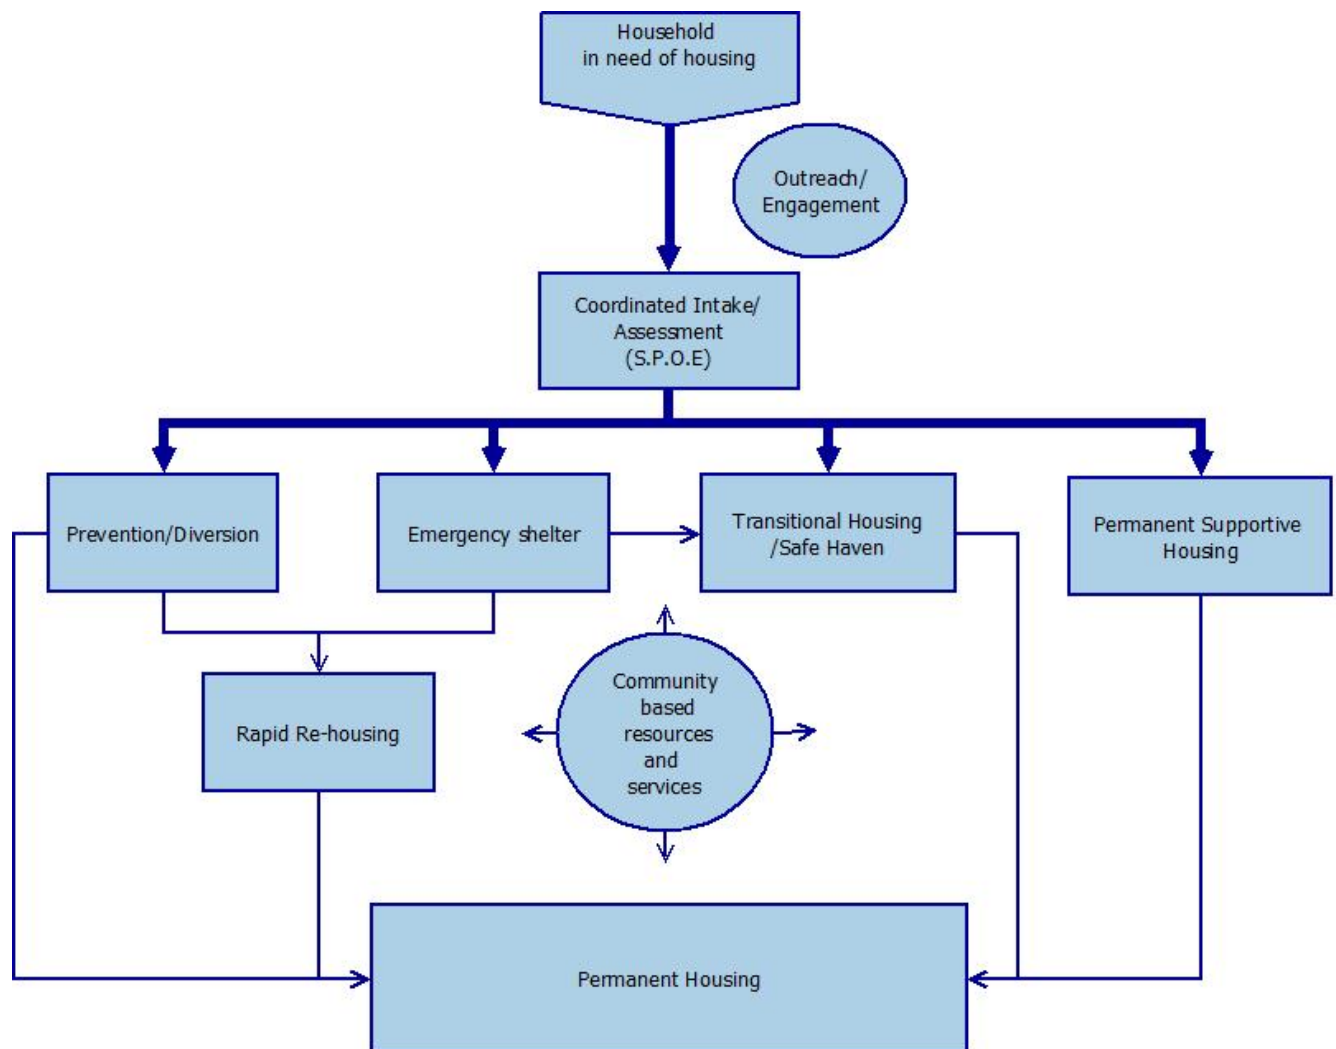 Household
in need of housing
Outreach/
Engagement
Coordinated Intake/
Assessment
(S.P.O.E)
Prevention/Diversion
Emergency shelter
Transitional Housing
/Safe Haven
Permanent Supportive
Housing
Rapid Re-housing
Community
based
resources
and
services
Permanent Housing